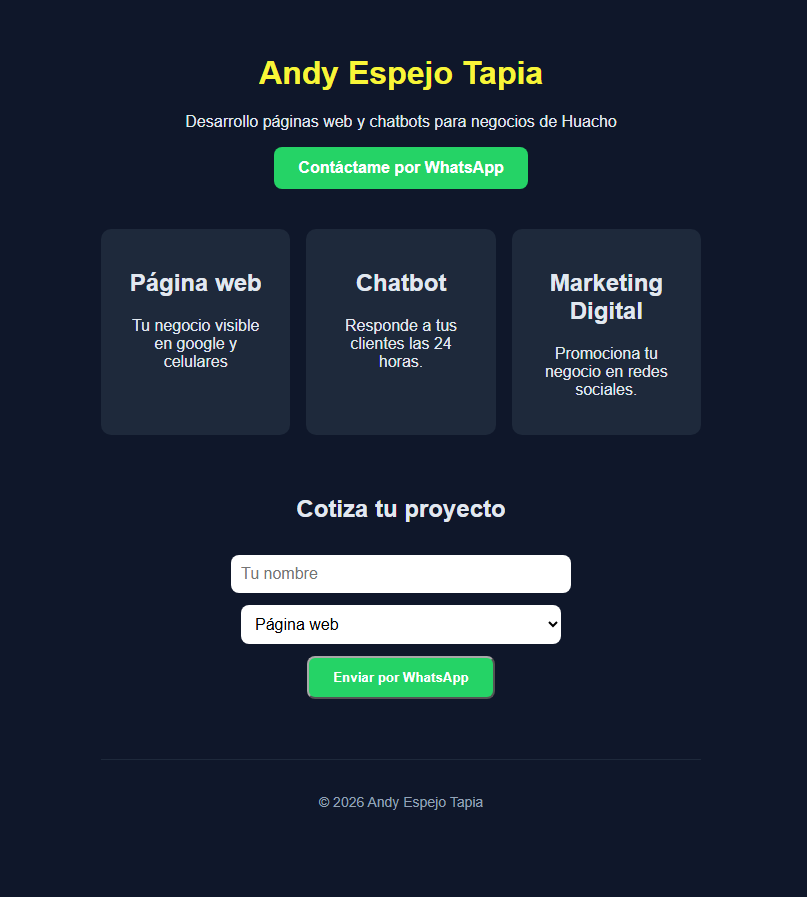 Andy Espejo Tapia
Desarrollo páginas web y chatbots para negocios de Huacho
Contáctame por WhatsApp
Página web
Tu negocio visible
en google y
celulares
Chatbot
Responde a tus
clientes las 24
horas.
Marketing
Digital
Promociona tu
negocio en redes
sociales.
Cotiza tu proyecto
Tu nombre
Página web
Enviar por WhatsApp
© 2026 Andy Espejo Tapia